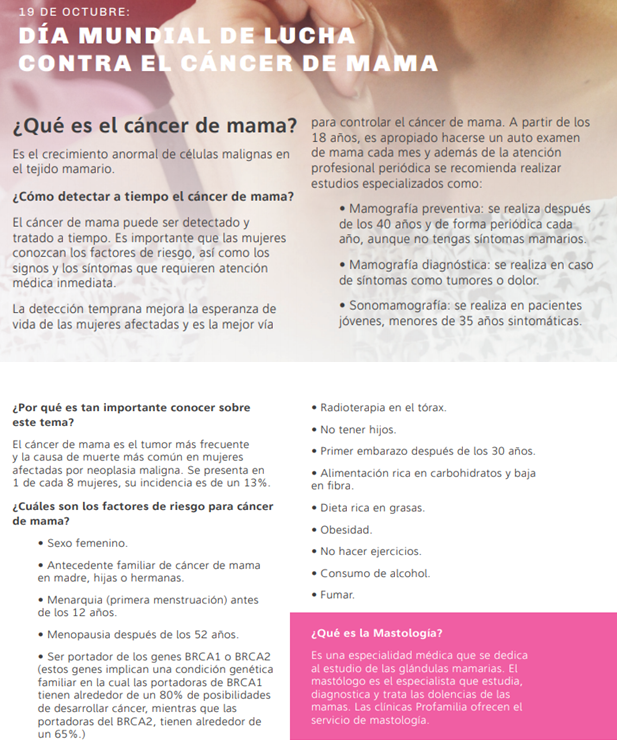 19 DE OCTUBRE:
DÍA MUNDIAL DE LUCHA
CONTRA EL CÁNCER DE MAMA
¿Qué es el cáncer de mama?
Es el crecimiento anormal de células malignas en
el tejido mamario.
¿Cómo detectar a tiempo el cáncer de mama?
El cáncer de mama puede ser detectado y
tratado a tiempo. Es importante que las mujeres
conozcan los factores de riesgo, así como los
signos y los síntomas que requieren atención
médica inmediata.
La detección temprana mejora la esperanza de
vida de las mujeres afectadas y es la mejor vía
para controlar el cáncer de mama. A partir de los
18 años, es apropiado hacerse un auto examen
de mama cada mes y además de la atención
profesional periódica se recomienda realizar
estudios especializados como:
• Mamografía preventiva: se realiza después
de los 40 años y de forma periódica cada
año, aunque no tengas síntomas mamarios.
• Mamografía diagnóstica: se realiza en caso
de síntomas como tumores o dolor.
• Sonomamografía: se realiza en pacientes
jóvenes, menores de 35 años sintomáticas.
¿Por qué es tan importante conocer sobre
este tema?
El cáncer de mama es el tumor más frecuente
y la causa de muerte más común en mujeres
afectadas por neoplasia maligna. Se presenta en
1 de cada 8 mujeres, su incidencia es de un 13%.
¿Cuáles son los factores de riesgo para cáncer
de mama?
• Sexo femenino.
• Antecedente familiar de cáncer de mama
en madre, hijas o hermanas.
• Menarquia (primera menstruación) antes
de los 12 años.
• Menopausia después de los 52 años.
• Ser portador de los genes BRCA1 o BRCA2
(estos genes implican una condición genética
familiar en la cual las portadoras de BRCA1
tienen alrededor de un 80% de posibilidades
de desarrollar cáncer, mientras que las
portadoras del BRCA2, tienen alrededor de
un 65%.)
• Radioterapia en el tórax.
• No tener hijos.
• Primer embarazo después de los 30 años.
• Alimentación rica en carbohidratos y baja
en fibra.
• Dieta rica en grasas.
• Obesidad.
• No hacer ejercicios.
• Consumo de alcohol.
• Fumar.
¿Qué es la Mastología?
Es una especialidad médica que se dedica
al estudio de las glándulas mamarias. El
mastólogo es el especialista que estudia,
diagnostica y trata las dolencias de las
mamas. Las clínicas Profamilia ofrecen el
servicio de mastología.